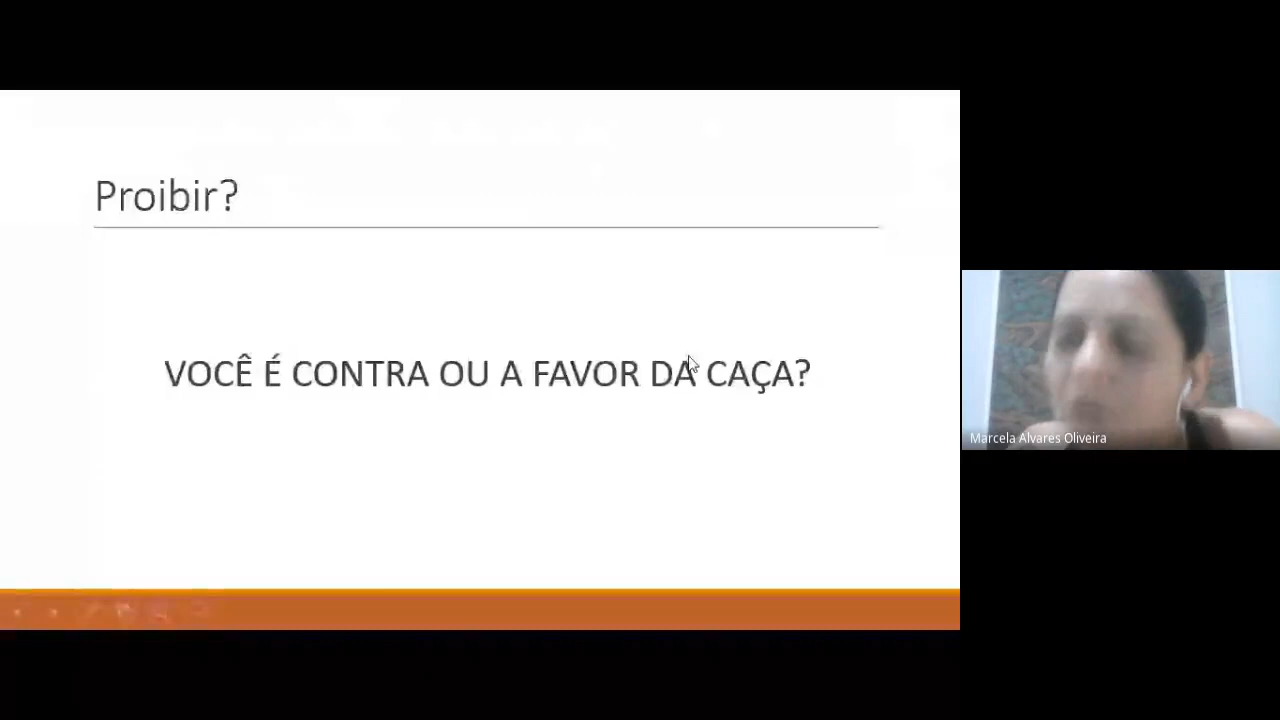 Proibir?
VOCÊ É CONTRA OU A FAVOR DA CAÇA?
Marcela Alvares Oliveira